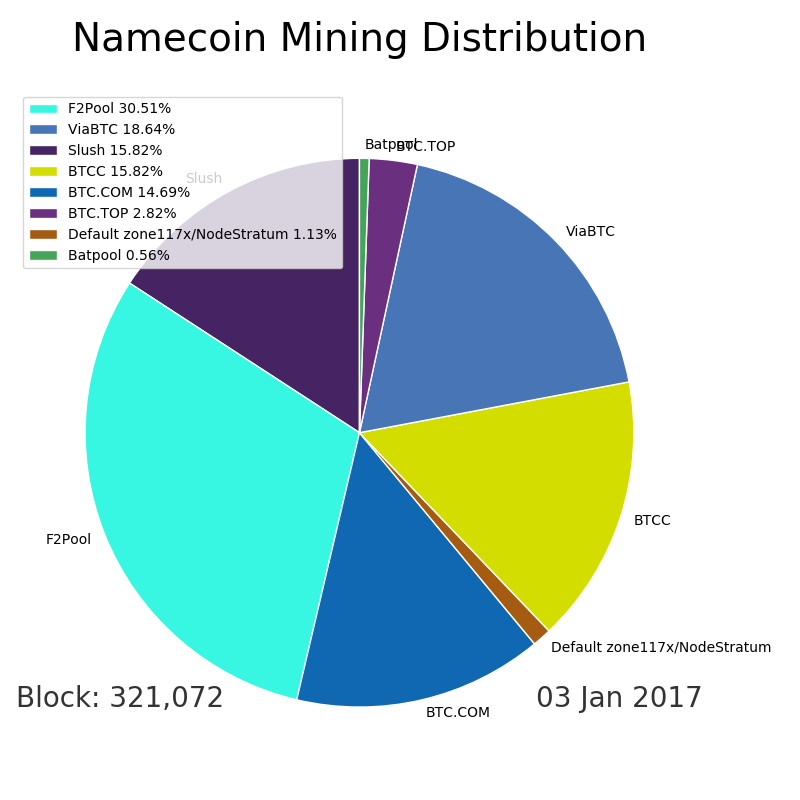 Namecoin Mining Distribution
F2Pool 30.51%
ViaBTC 18.64%
Slush 15.82%
BTCC 15.82%
BTC.COM 14.69%
BTC.TOP 2.82%
Default zone117x/NodeStratum 1.13%
Batpool 0.56%
Batpool
BTC.TOP
Slush
ViaBTC
BTCC
F2Pool
Default zone117x/NodeStratum
BTC.COM
Block: 321,072
03 Jan 2017